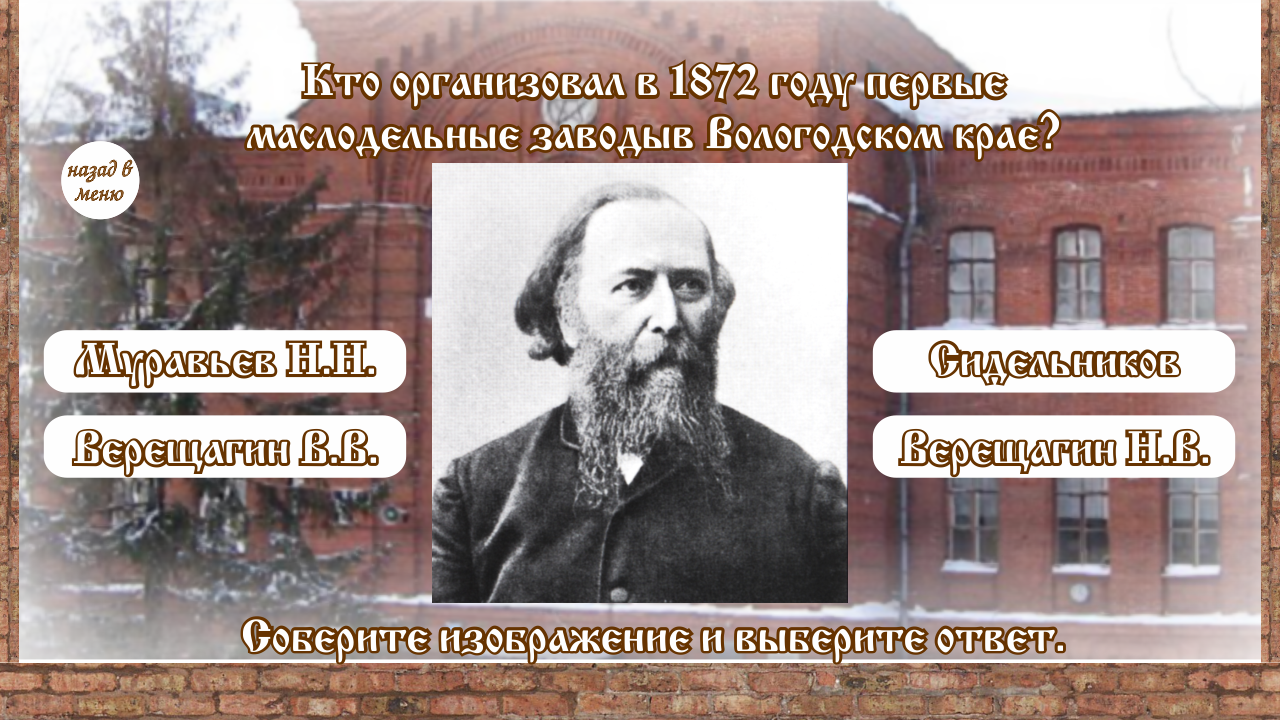 Кто организовал в 1872 году первые
маслодельные заводыв Вологодском крае?
назад в
меню
Муравьев Н.Н.
Верещагин В.В.
Сидельников
Верещагин Н.В.
Соберите изображение и выберите ответ.